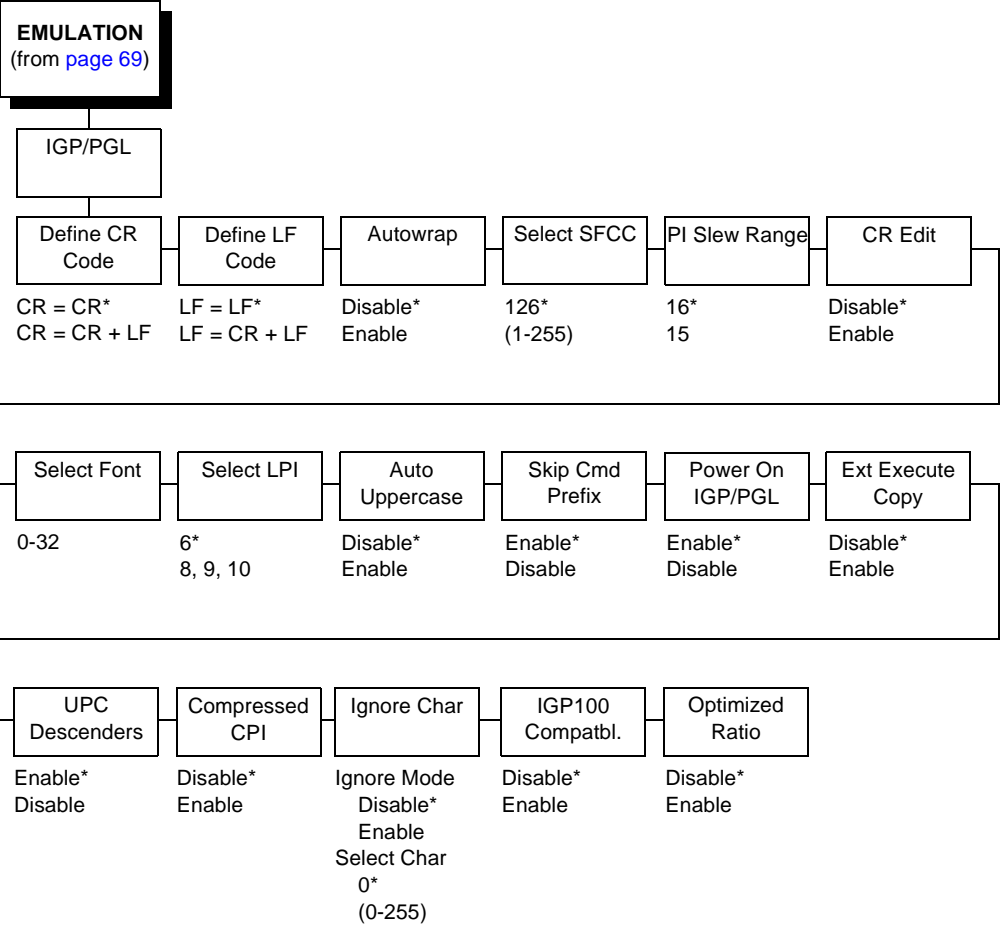 EMULATION
(from page 69)
IGP/PGL
Define CR
Code
CR = CR*
CR = CR + LF
Define LF
Code
LF = LF*
LF = CR + LF
Autowrap
Disable*
Enable
Select SFCC
126*
(1-255)
PI Slew Range
16*
15
CR Edit
Disable*
Enable
Select Font
0-32
Select LPI
6*
8, 9, 10
Auto
Uppercase
Disable*
Enable
Skip Cmd
Prefix
Enable*
Disable
Power On
IGP/PGL
Enable*
Disable
Ext Execute
Copy
Disable*
Enable
UPC
Descenders
Enable*
Disable
Compressed
CPI
Disable*
Enable
Ignore Char
Ignore Mode
Disable*
Enable
Select Char
0*
(0-255)
IGP100
Compatbl.
Disable*
Enable
Optimized
Ratio
Disable*
Enable